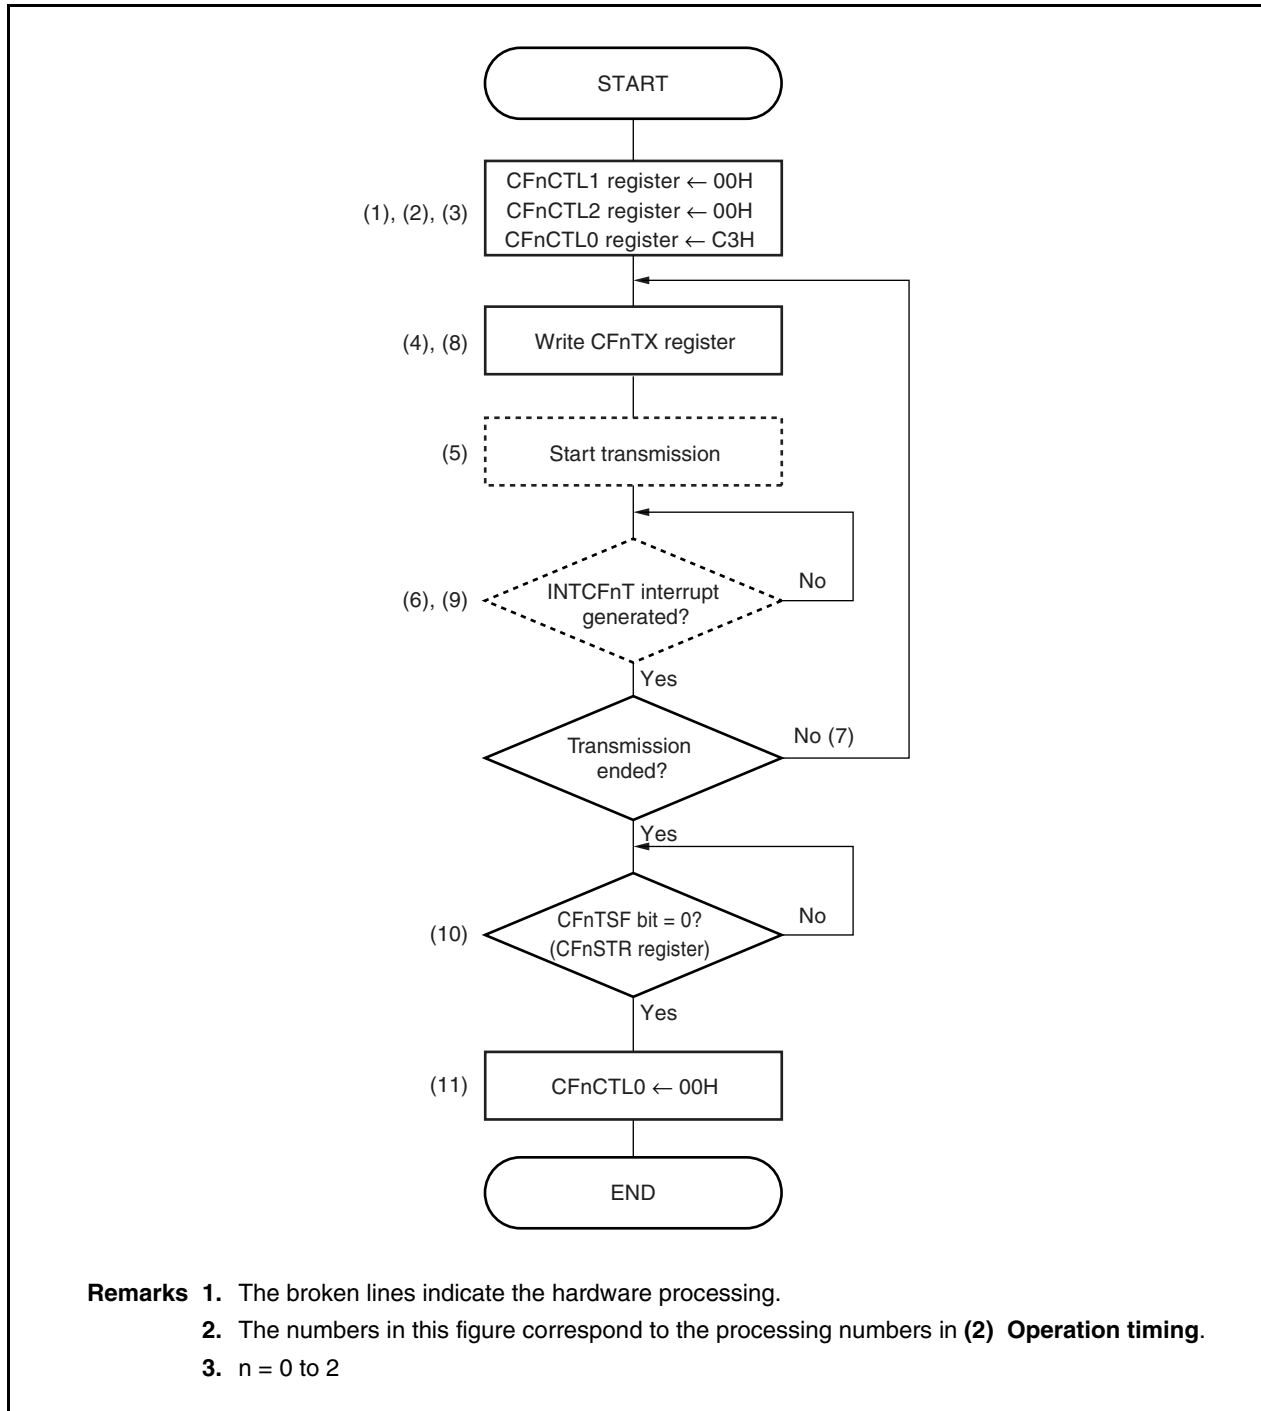 START
CFnCTL1 register ← 00H
CFnCTL2 register ← 00H
(1), (2), (3)
CFnCTL0 register ← C3H
(4), (8)
Write CFnTX register
(5)
Start transmission
INTCFnT interrupt
generated?
No
(6), (9)
Yes
Transmission
ended?
No (7)
Yes
CFnTSF bit = 0?
(CFnSTR register)
No
(10)
Yes
(11)
CFnCTL0 ← 00H
END
Remarks 1. The broken lines indicate the hardware processing.
2. The numbers in this figure correspond to the processing numbers in (2) Operation timing.
3. n = 0 to 2